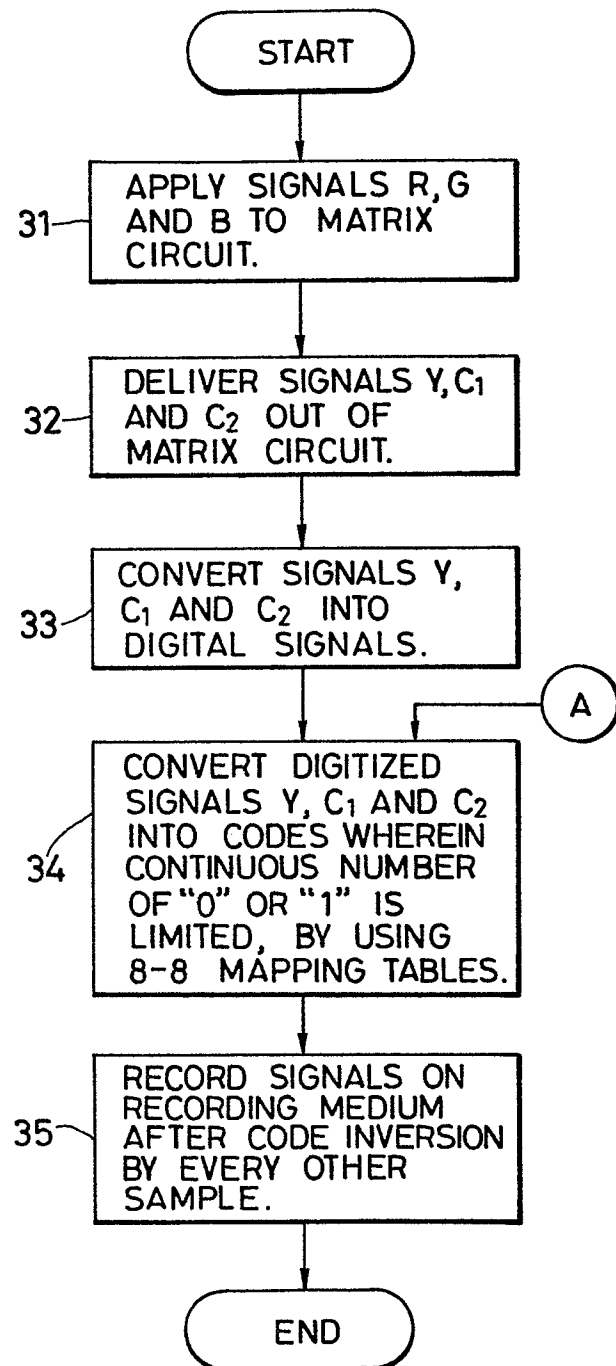 START
31
APPLY SIGNALS R, G
AND B TO MATRIX
CIRCUIT.
32
DELIVER SIGNALS Y, C₁
AND C₂ OUT OF
MATRIX CIRCUIT.
33
CONVERT SIGNALS Y,
C₁ AND C₂ INTO
DIGITAL SIGNALS.
A
34
CONVERT DIGITIZED
SIGNALS Y, C₁ AND C₂
INTO CODES WHEREIN
CONTINUOUS NUMBER
OF "0" OR "1" IS
LIMITED, BY USING
8-8 MAPPING TABLES.
35
RECORD SIGNALS ON
RECORDING MEDIUM
AFTER CODE INVERSION
BY EVERY OTHER
SAMPLE.
END